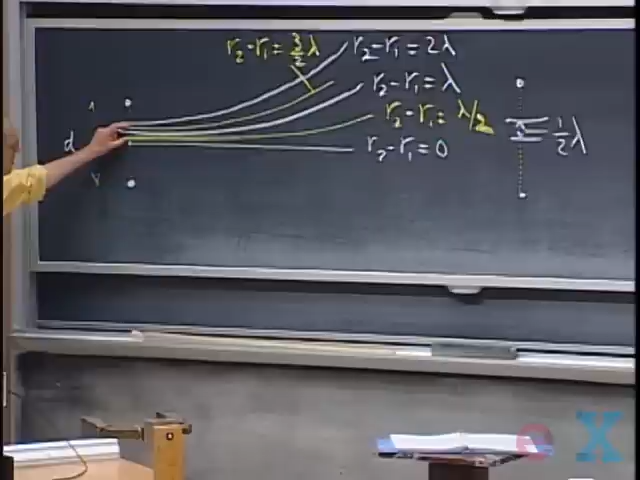 r₂-r₁=3/2 λ
r₂-r₁=2λ
r₂-r₁=λ
r₂-r₁=λ/2
r₂-r₁=0
d
1/2 λ
X